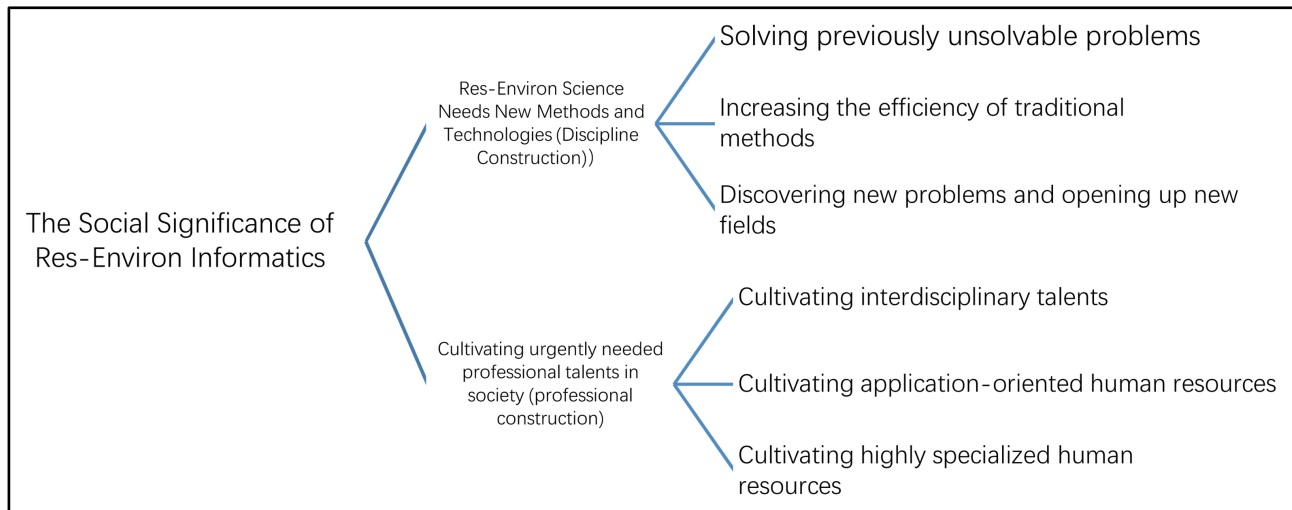 The Social Significance of
Res-Environ Informatics
Res-Environ Science
Needs New Methods and
Technologies (Discipline
Construction))
Solving previously unsolvable problems
Increasing the efficiency of traditional
methods
Discovering new problems and opening up new
fields
Cultivating urgently needed
professional talents in
society (professional
construction)
Cultivating interdisciplinary talents
Cultivating application-oriented human resources
Cultivating highly specialized human
resources